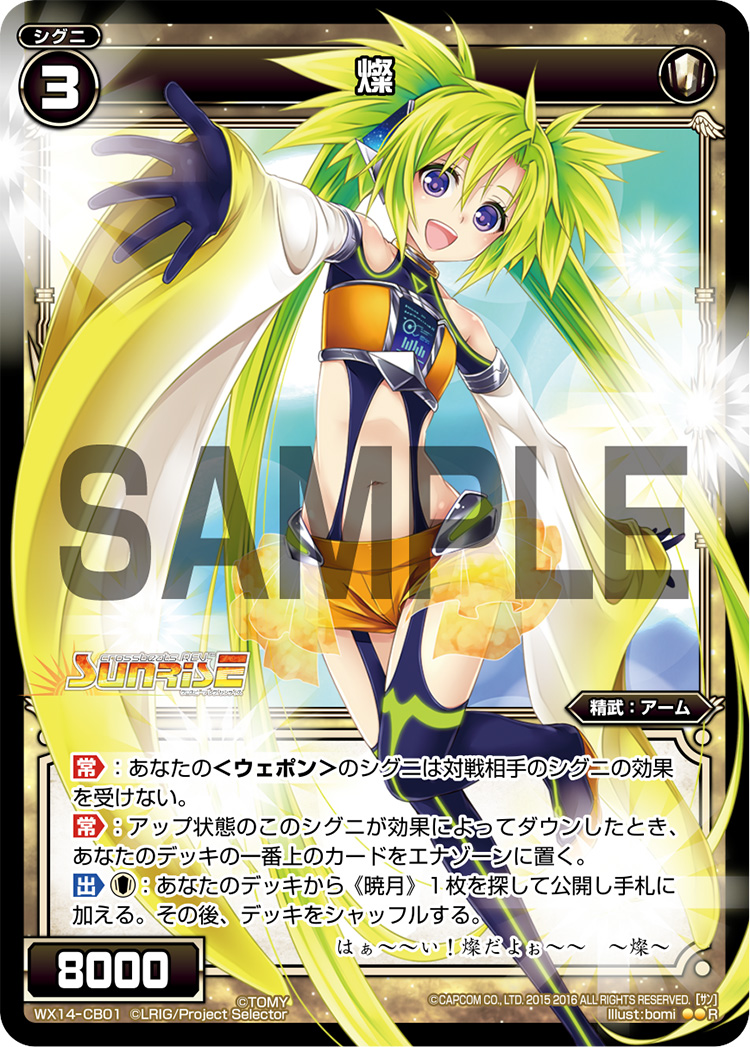 シグニ
3
燦
SAMPLE
crossbeats REV.
SUNRISE
精武：アーム
常：あなたの<ウェポン>のシグニは対戦相手のシグニの効果
を受けない。
常：アップ状態のこのシグニが効果によってダウンしたとき、
あなたのデッキの一番上のカードをエナゾーンに置く。
出：あなたのデッキから《暁月》１枚を探して公開し手札に
加える。その後、デッキをシャッフルする。
はぁ～～い！燦だよぉ～～　～燦～
8000
©TOMY
©CAPCOM CO., LTD. 2015 2016 ALL RIGHTS RESERVED. [サン]
WX14-CB01 ©LRIG/Project Selector
Illust:bomi
R